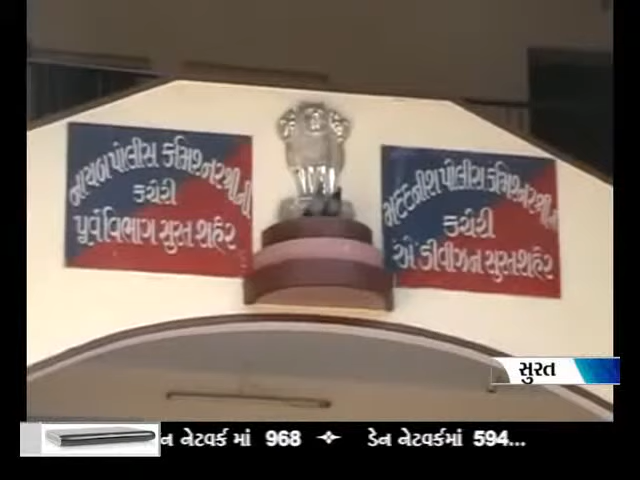 નાયબ પોલીસ કમિશ્નરશ્રીની
કચેરી
પૂર્વ વિભાગ સુરત શહેર
મદદનીશ પોલીસ કમિશ્નરશ્રીની
કચેરી
'એ' ડીવીઝન સુરત શહેર
સુરત
ન નેટવર્ક માં 968 ડેન નેટવર્કમાં 594...